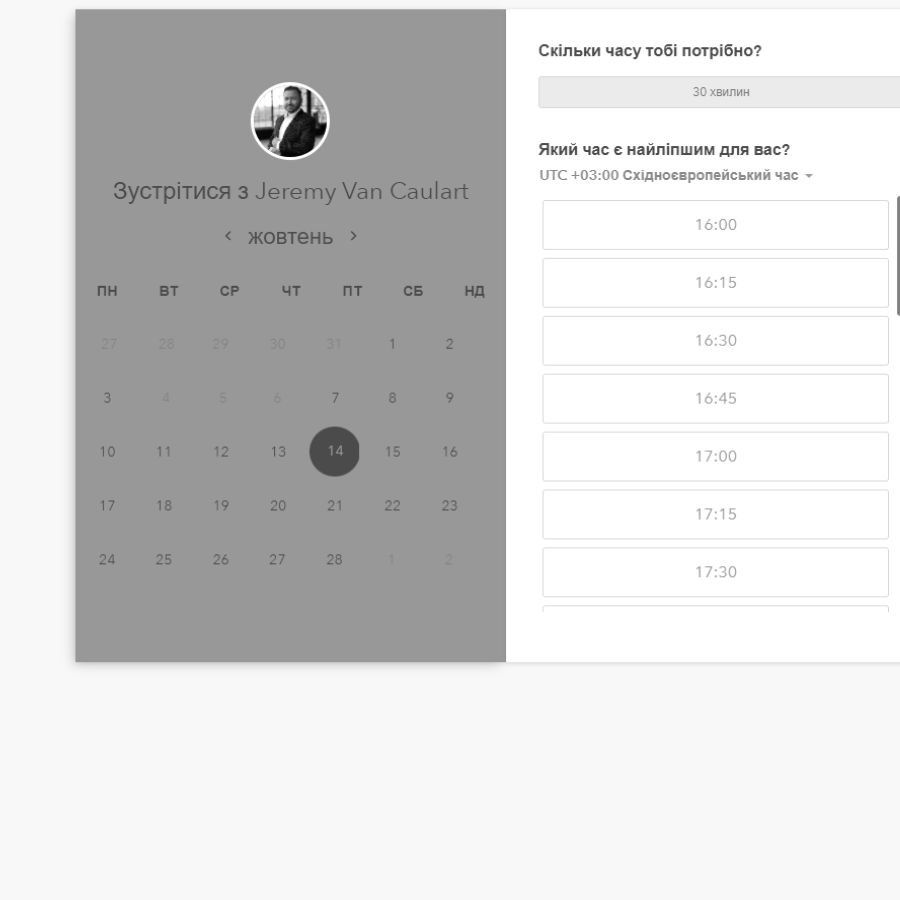 Зустрітися з Jeremy Van Caulart
жовтень
ПН ВТ СР ЧТ ПТ СБ НД
27 28 29 30 31 1 2
3 4 5 6 7 8 9
10 11 12 13 14 15 16
17 18 19 20 21 22 23
24 25 26 27 28 1 2
Скільки часу тобі потрібно?
30 хвилин
Який час є найліпшим для вас?
UTC +03:00 Східноєвропейський час
16:00
16:15
16:30
16:45
17:00
17:15
17:30